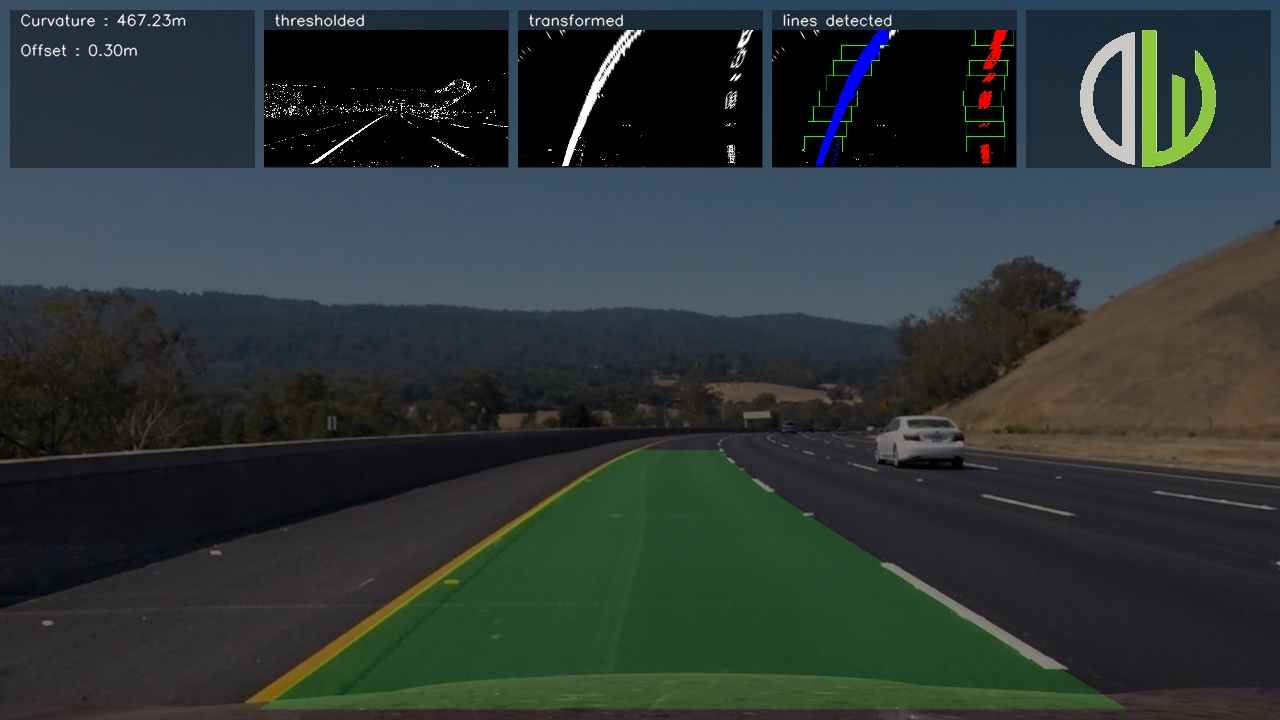 Curvature : 467.23m
Offset : 0.30m
thresholded
transformed
lines detected